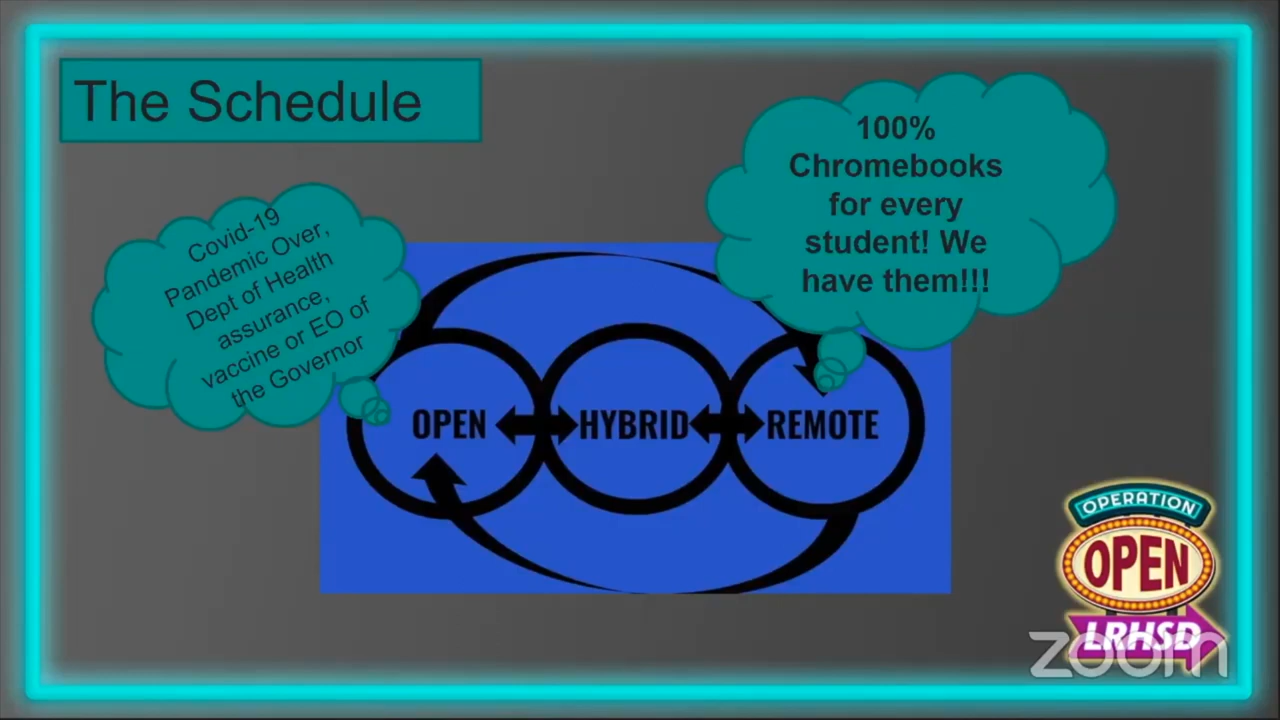 The Schedule
Covid-19
Pandemic Over,
Dept of Health
assurance,
vaccine or EO of
the Governor
100%
Chromebooks
for every
student! We
have them!!!
OPEN HYBRID REMOTE
OPERATION
OPEN
LRHSD
zoom